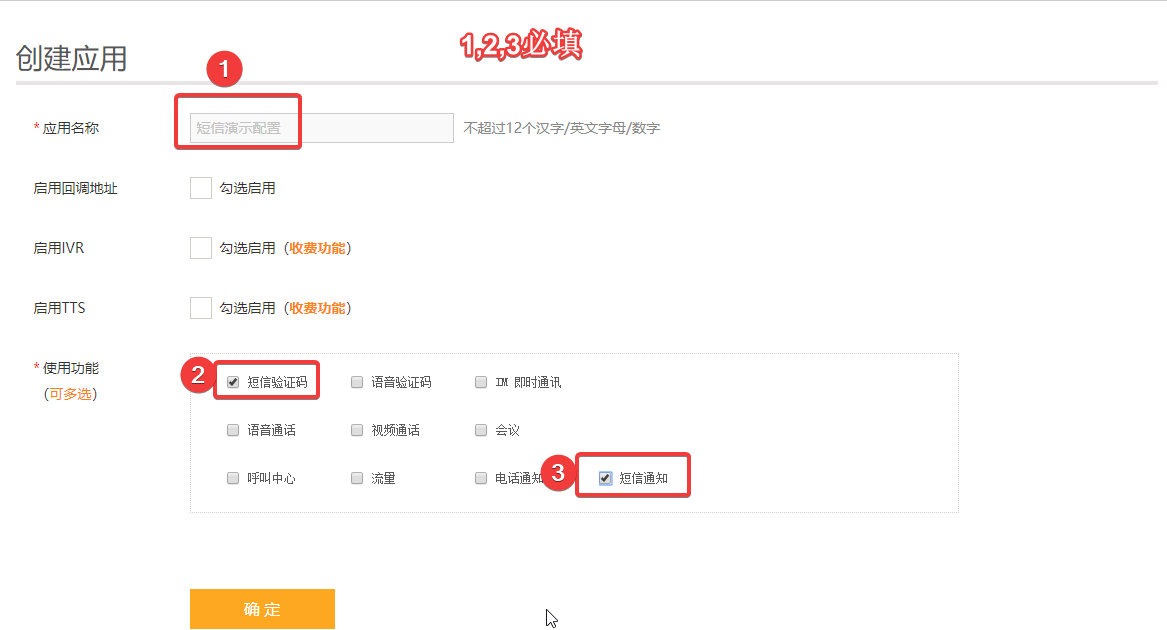 1,2,3必填
创建应用
1
* 应用名称 短信演示配置 不超过12个汉字/英文字母/数字
启用回调地址 勾选启用
启用IVR 勾选启用（收费功能）
启用TTS 勾选启用（收费功能）
* 使用功能
（可多选）
2 短信验证码 语音验证码 IM 即时通讯
语音通话 视频通话 会议
呼叫中心 流量 电话通知 3 短信通知
确 定